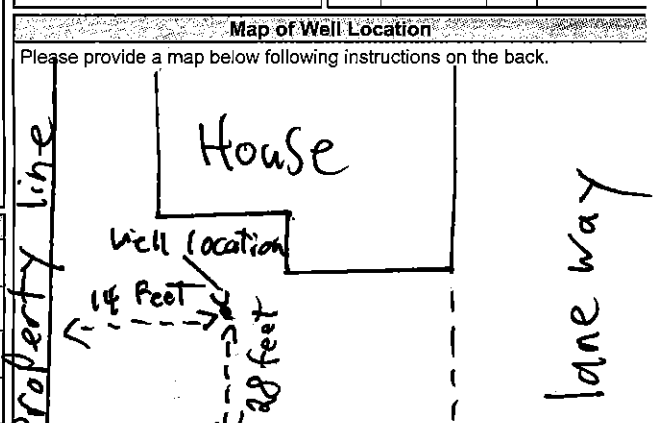 Map of Well Location
Please provide a map below following instructions on the back.
House
Property line
lane way
Well location
14 feet
28 feet